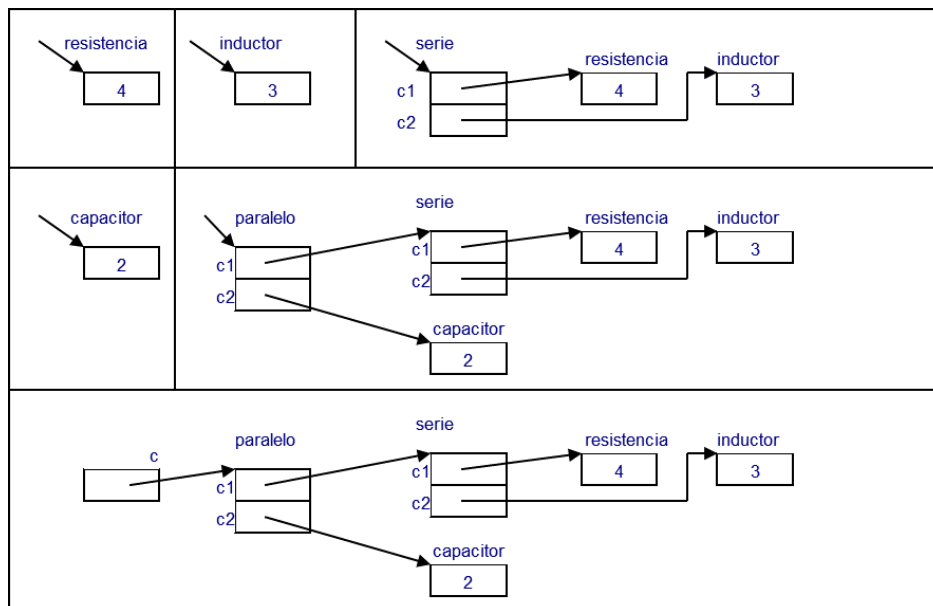 resistencia
4
inductor
3
serie
c1
c2
resistencia
4
inductor
3
capacitor
2
paralelo
c1
c2
serie
c1
c2
resistencia
4
inductor
3
capacitor
2
c
paralelo
c1
c2
serie
c1
c2
resistencia
4
inductor
3
capacitor
2